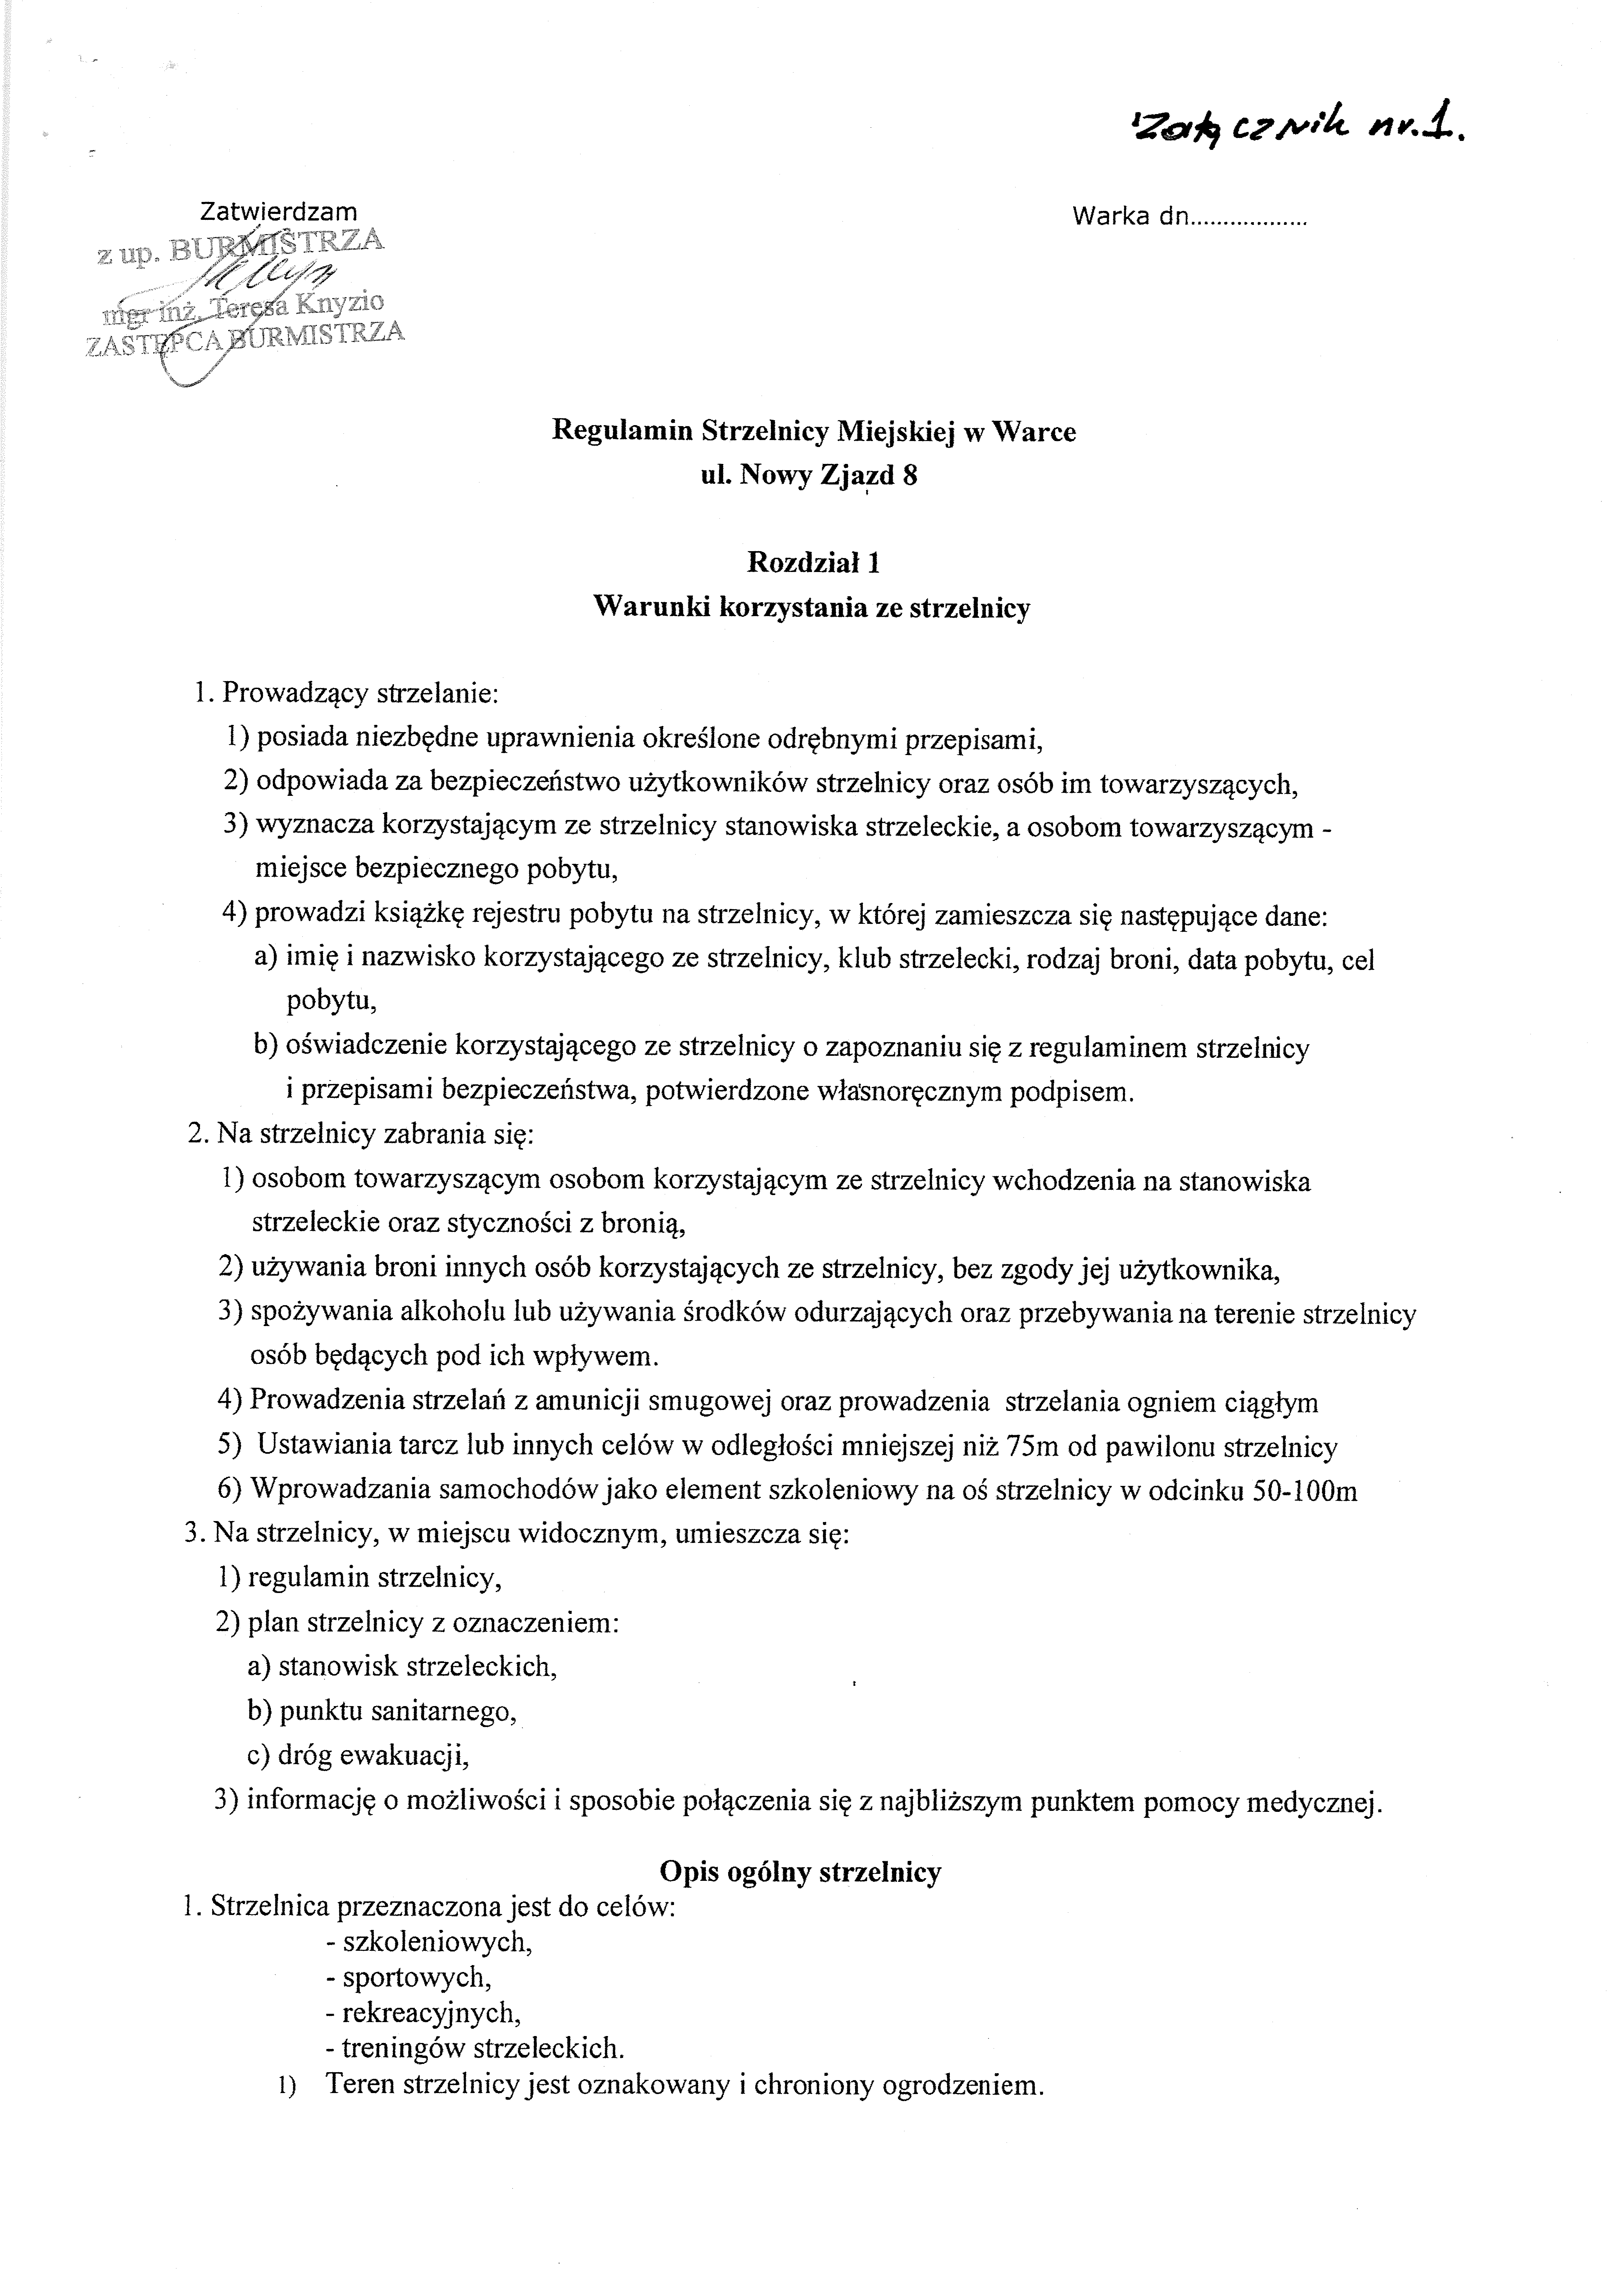 Załącznik nr.1.
Zatwierdzam
Warka dn..................
z up. BURMISTRZA
mgr inż. Teresa Knyzio
ZASTĘPCA BURMISTRZA
Regulamin Strzelnicy Miejskiej w Warce
ul. Nowy Zjazd 8
Rozdział 1
Warunki korzystania ze strzelnicy
1. Prowadzący strzelanie:
1) posiada niezbędne uprawnienia określone odrębnymi przepisami,
2) odpowiada za bezpieczeństwo użytkowników strzelnicy oraz osób im towarzyszących,
3) wyznacza korzystającym ze strzelnicy stanowiska strzeleckie, a osobom towarzyszącym -
miejsce bezpiecznego pobytu,
4) prowadzi książkę rejestru pobytu na strzelnicy, w której zamieszcza się następujące dane:
a) imię i nazwisko korzystającego ze strzelnicy, klub strzelecki, rodzaj broni, data pobytu, cel
pobytu,
b) oświadczenie korzystającego ze strzelnicy o zapoznaniu się z regulaminem strzelnicy
i przepisami bezpieczeństwa, potwierdzone własnoręcznym podpisem.
2. Na strzelnicy zabrania się:
1) osobom towarzyszącym osobom korzystającym ze strzelnicy wchodzenia na stanowiska
strzeleckie oraz styczności z bronią,
2) używania broni innych osób korzystających ze strzelnicy, bez zgody jej użytkownika,
3) spożywania alkoholu lub używania środków odurzających oraz przebywania na terenie strzelnicy
osób będących pod ich wpływem.
4) Prowadzenia strzelań z amunicji smugowej oraz prowadzenia strzelania ogniem ciągłym
5) Ustawiania tarcz lub innych celów w odległości mniejszej niż 75m od pawilonu strzelnicy
6) Wprowadzania samochodów jako element szkoleniowy na oś strzelnicy w odcinku 50-100m
3. Na strzelnicy, w miejscu widocznym, umieszcza się:
1) regulamin strzelnicy,
2) plan strzelnicy z oznaczeniem:
a) stanowisk strzeleckich,
b) punktu sanitarnego,
c) dróg ewakuacji,
3) informację o możliwości i sposobie połączenia się z najbliższym punktem pomocy medycznej.
Opis ogólny strzelnicy
1. Strzelnica przeznaczona jest do celów:
- szkoleniowych,
- sportowych,
- rekreacyjnych,
- treningów strzeleckich.
1) Teren strzelnicy jest oznakowany i chroniony ogrodzeniem.